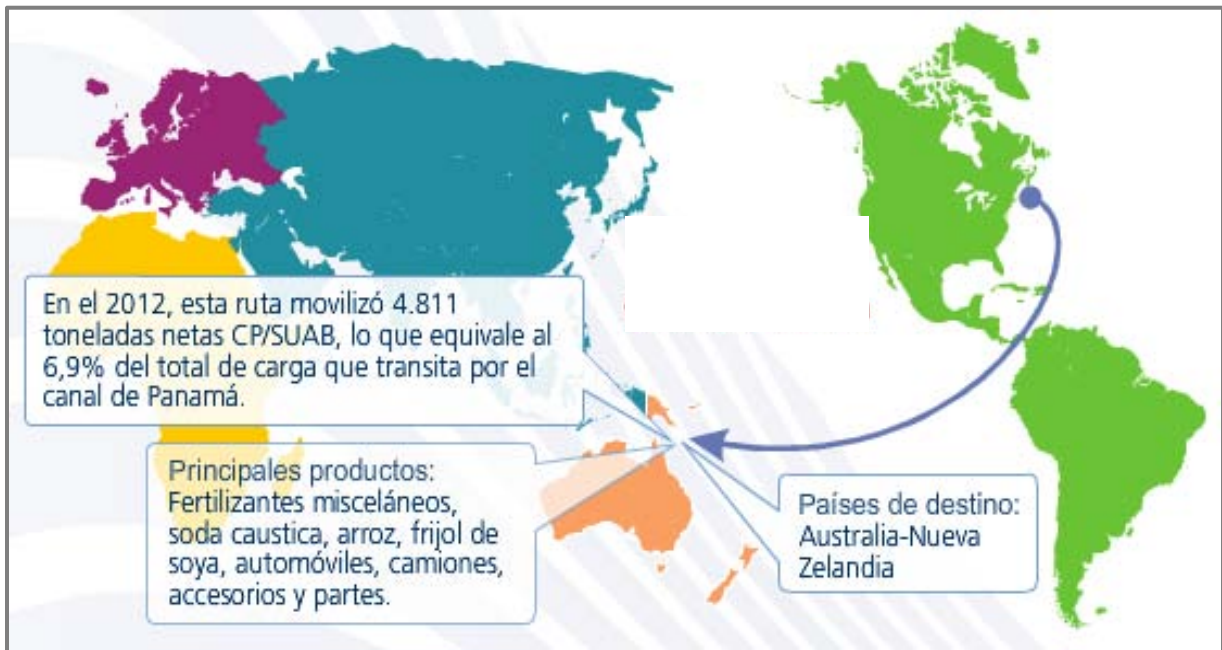 En el 2012, esta ruta movilizó 4.811
toneladas netas CP/SUAB, lo que equivale al
6,9% del total de carga que transita por el
canal de Panamá.
Principales productos:
Fertilizantes misceláneos,
soda caustica, arroz, frijol de
soya, automóviles, camiones,
accesorios y partes.
Países de destino:
Australia-Nueva
Zelandia